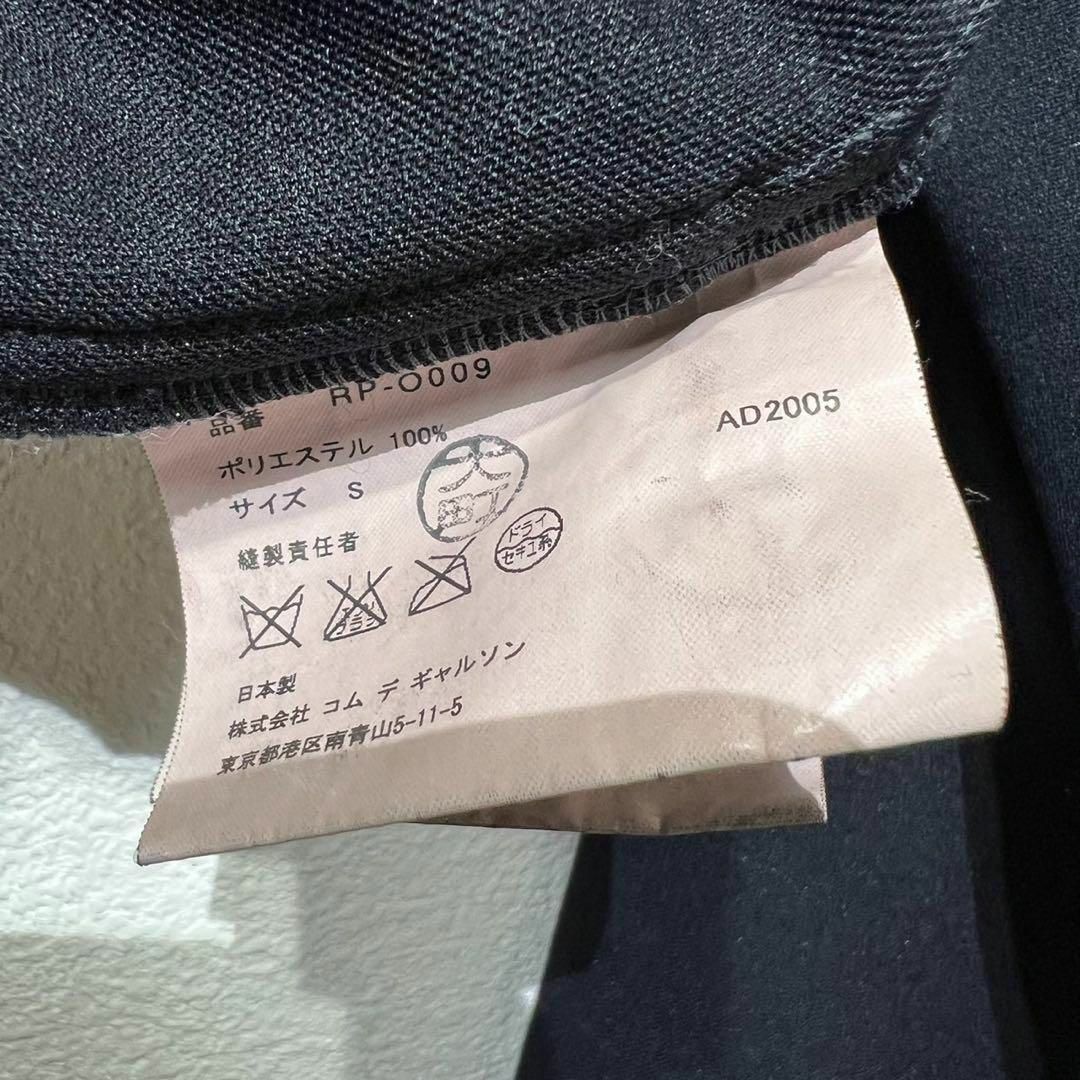 品番 RP-O009
AD2005
ポリエステル 100%
サイズ S
縫製責任者
ドライ
セキユ系
日本製
株式会社 コム デ ギャルソン
東京都港区南青山5-11-5